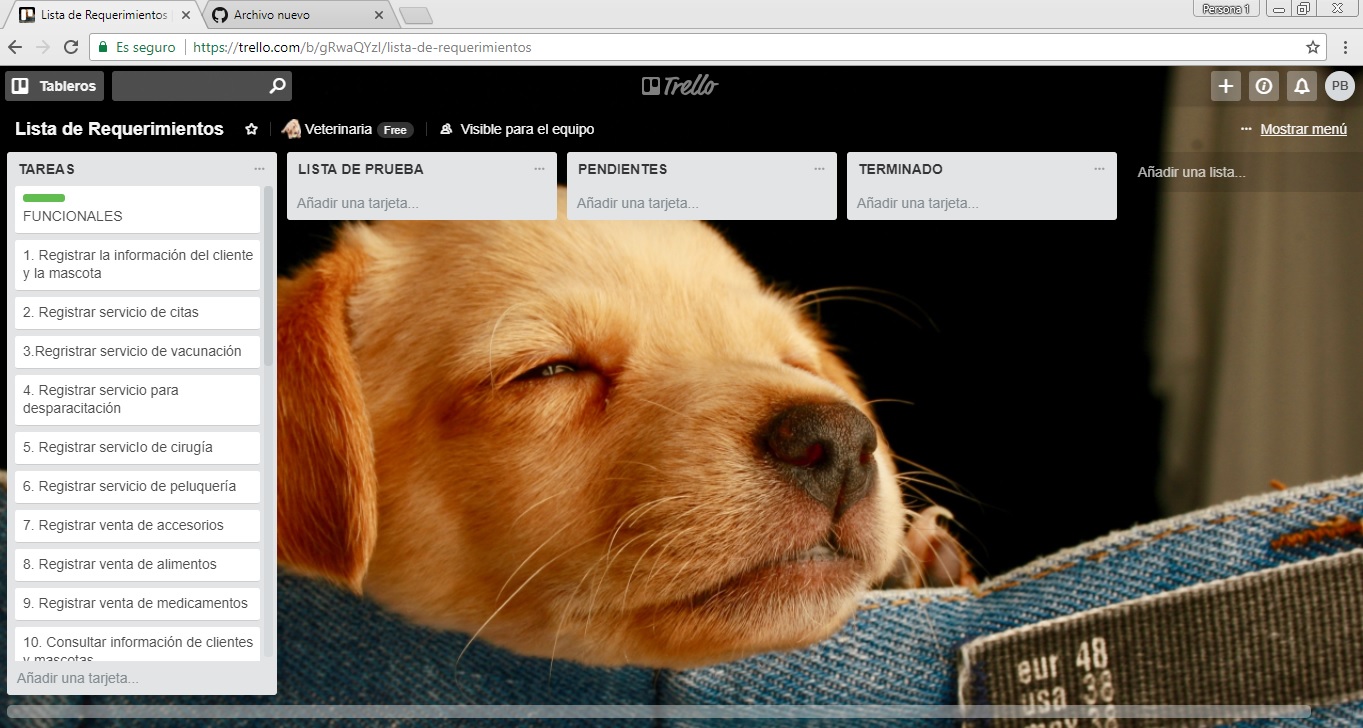 Lista de Requerimientos
Archivo nuevo
Persona 1
Es seguro
https://trello.com/b/gRwaQYzI/lista-de-requerimientos
Tableros
Trello
PB
Lista de Requerimientos
Veterinaria
Free
Visible para el equipo
Mostrar menú
TAREAS
FUNCIONALES
1. Registrar la información del cliente
y la mascota
2. Registrar servicio de citas
3.Regristrar servicio de vacunación
4. Registrar servicio para
desparacitación
5. Registrar servicIo de cirugía
6. Registrar servicio de peluquería
7. Registrar venta de accesorios
8. Registrar venta de alimentos
9. Registrar venta de medicamentos
10. Consultar información de clientes
y mascotas
Añadir una tarjeta...
LISTA DE PRUEBA
Añadir una tarjeta...
PENDIENTES
Añadir una tarjeta...
TERMINADO
Añadir una tarjeta...
Añadir una lista...
eur 48
usa 38